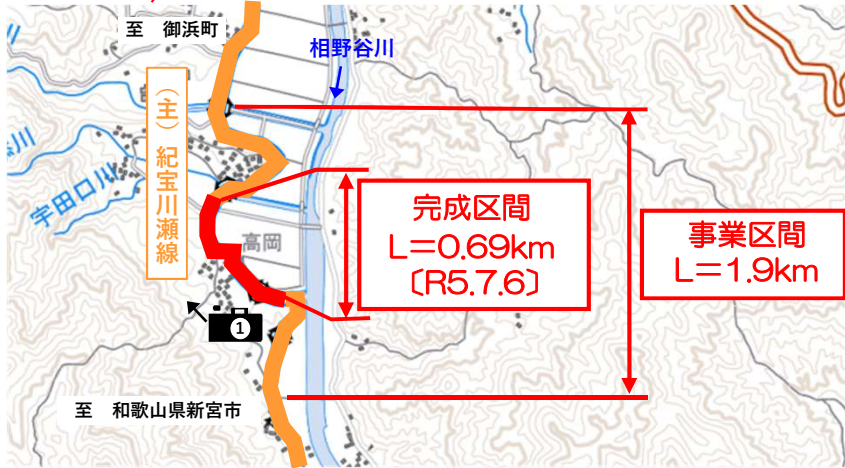 至 御浜町
相野谷川
(主)紀宝川瀬線
宇田口川
川
高岡
完成区間
L=0.69km
〔R5.7.6〕
事業区間
L=1.9km
①
至 和歌山県新宮市